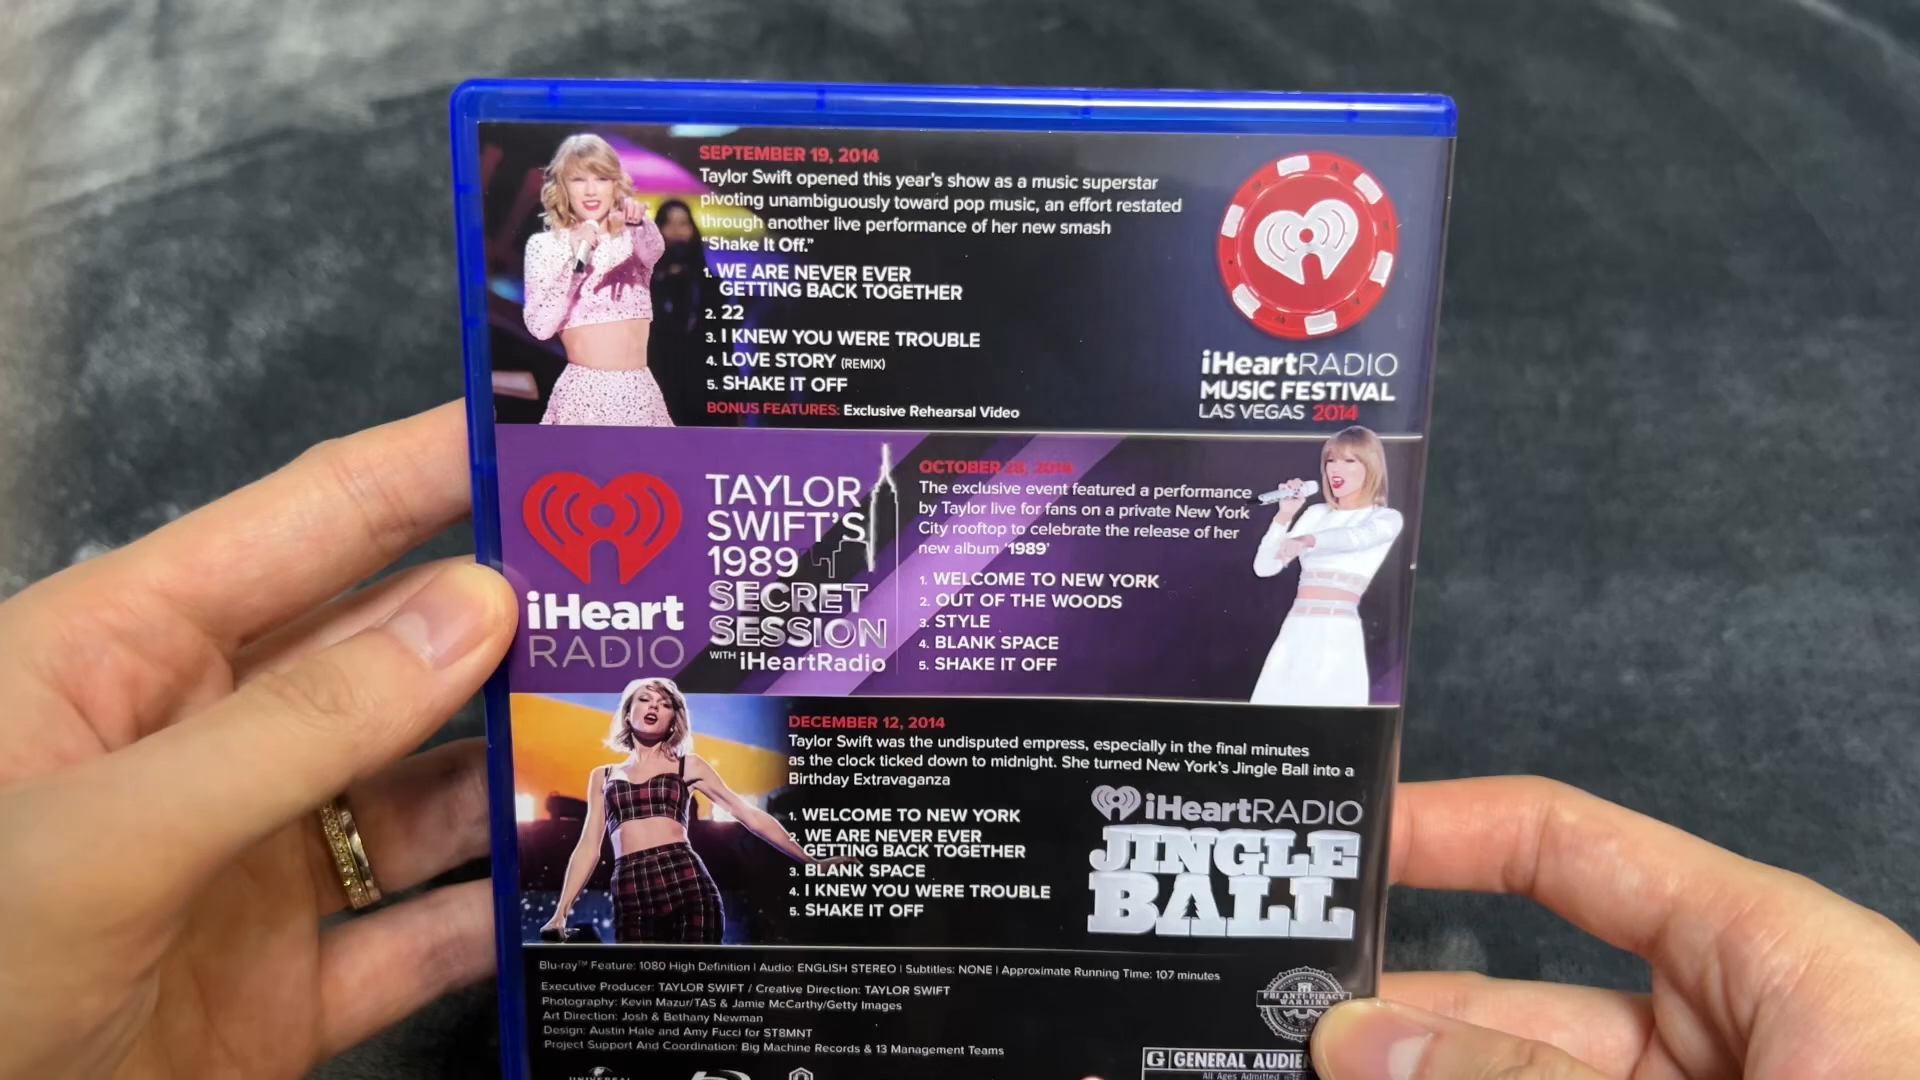 SEPTEMBER 19, 2014
Taylor Swift opened this year's show as a music superstar
pivoting unambiguously toward pop music, an effort restated
through another live performance of her new smash
"Shake It Off."
1. WE ARE NEVER EVER
GETTING BACK TOGETHER
2. 22
3. I KNEW YOU WERE TROUBLE
4. LOVE STORY (REMIX)
5. SHAKE IT OFF
BONUS FEATURES: Exclusive Rehearsal Video
iHeartRADIO
MUSIC FESTIVAL
LAS VEGAS 2014
iHeart
RADIO
TAYLOR
SWIFT'S
1989
SECRET
SESSION
WITH iHeartRadio
OCTOBER 28, 2014
The exclusive event featured a performance
by Taylor live for fans on a private New York
City rooftop to celebrate the release of her
new album '1989'
1. WELCOME TO NEW YORK
2. OUT OF THE WOODS
3. STYLE
4. BLANK SPACE
5. SHAKE IT OFF
DECEMBER 12, 2014
Taylor Swift was the undisputed empress, especially in the final minutes
as the clock ticked down to midnight. She turned New York's Jingle Ball into a
Birthday Extravaganza
1. WELCOME TO NEW YORK
2. WE ARE NEVER EVER
GETTING BACK TOGETHER
3. BLANK SPACE
4. I KNEW YOU WERE TROUBLE
5. SHAKE IT OFF
iHeartRADIO
JINGLE
BALL
Blu-ray™ Feature: 1080 High Definition | Audio: ENGLISH STEREO | Subtitles: NONE | Approximate Running Time: 107 minutes
Executive Producer: TAYLOR SWIFT / Creative Direction: TAYLOR SWIFT
Photography: Kevin Mazur/TAS & Jamie McCarthy/Getty Images
Art Direction: Josh & Bethany Newman
Design: Austin Hale and Amy Fucci for ST8MNT
Project Support And Coordination: Big Machine Records & 13 Management Teams
FBI ANTI-PIRACY
WARNING
G GENERAL AUDIE
All Ages Admitted
UNIVERSAL